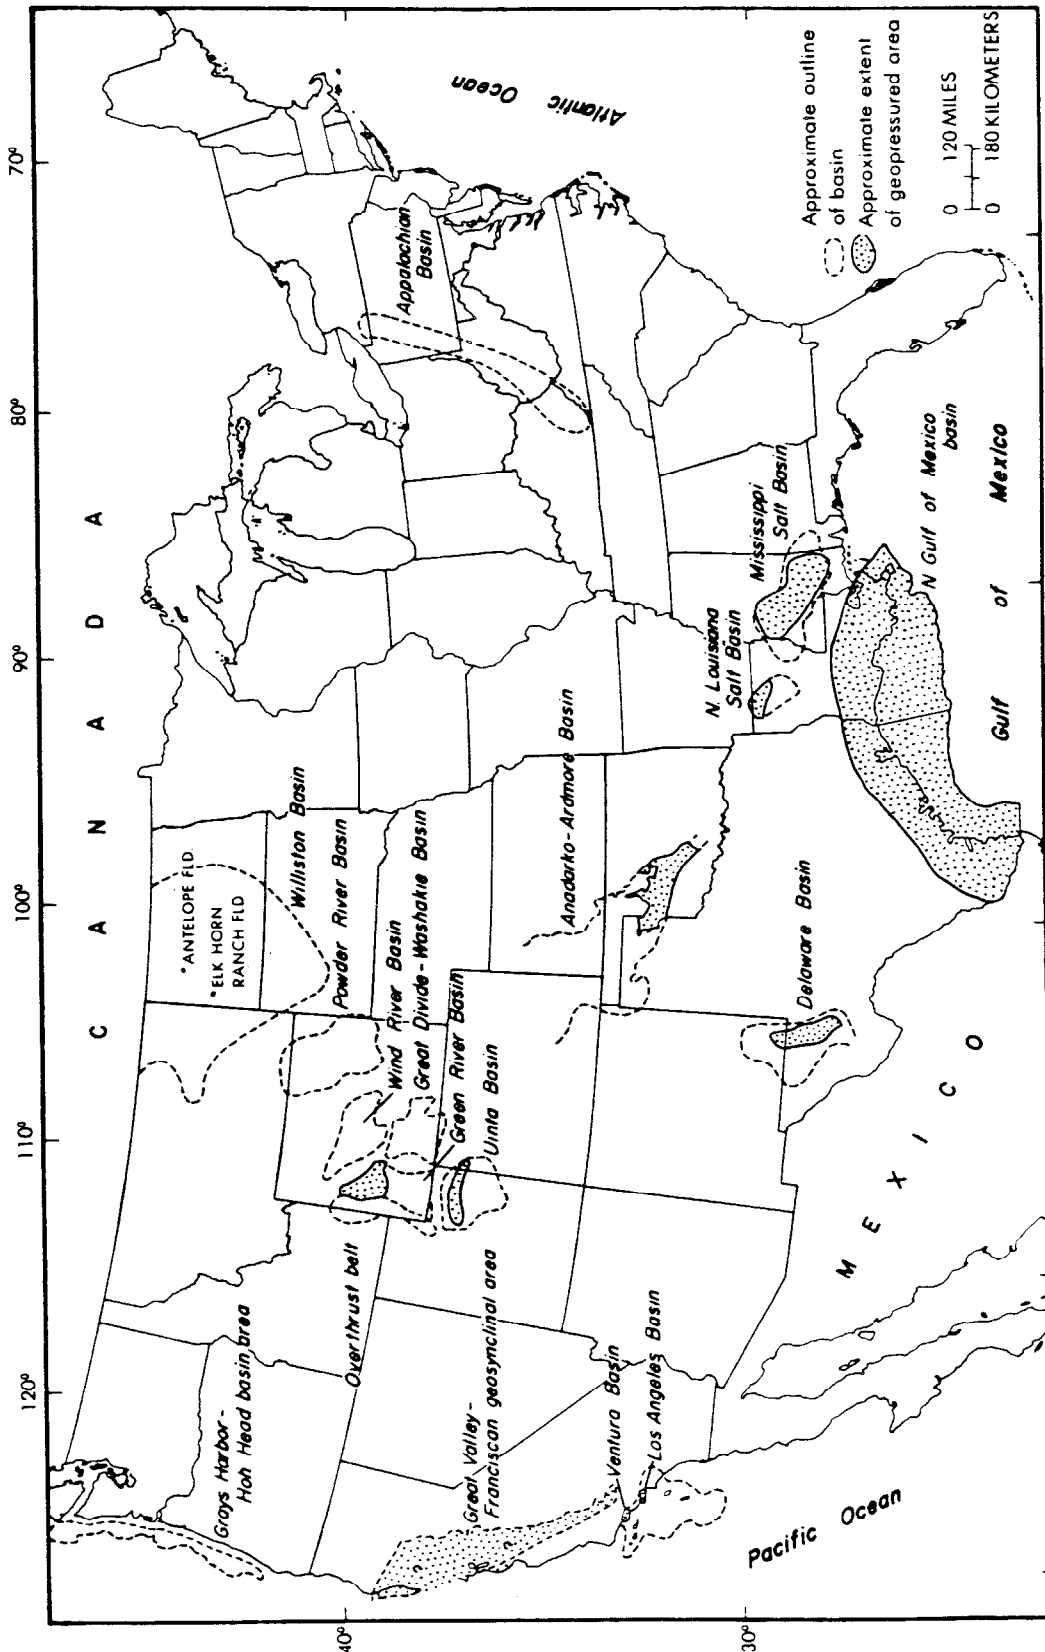 120°
110°
100°
90°
80°
70°
40°
30°
C A N A D A
Grays Harbor-
Hoh Head basin area
°ANTELOPE FLD.
°ELK HORN
RANCH FLD
Williston Basin
Powder River Basin
Wind River Basin
Great Divide-Washakie Basin
Green River Basin
Uinta Basin
Overthrust belt
Great Valley-
Franciscan geosynclinal area
Ventura Basin
Los Angeles Basin
Pacific Ocean
Appalachian
Basin
Atlantic Ocean
Anadarko-Ardmore Basin
N. Louisiana
Salt Basin
Mississippi
Salt Basin
Delaware Basin
N Gulf of Mexico
basin
Gulf of Mexico
M E X I C O
Approximate outline
of basin
Approximate extent
of geopressured area
0 120 MILES
0 180 KILOMETERS